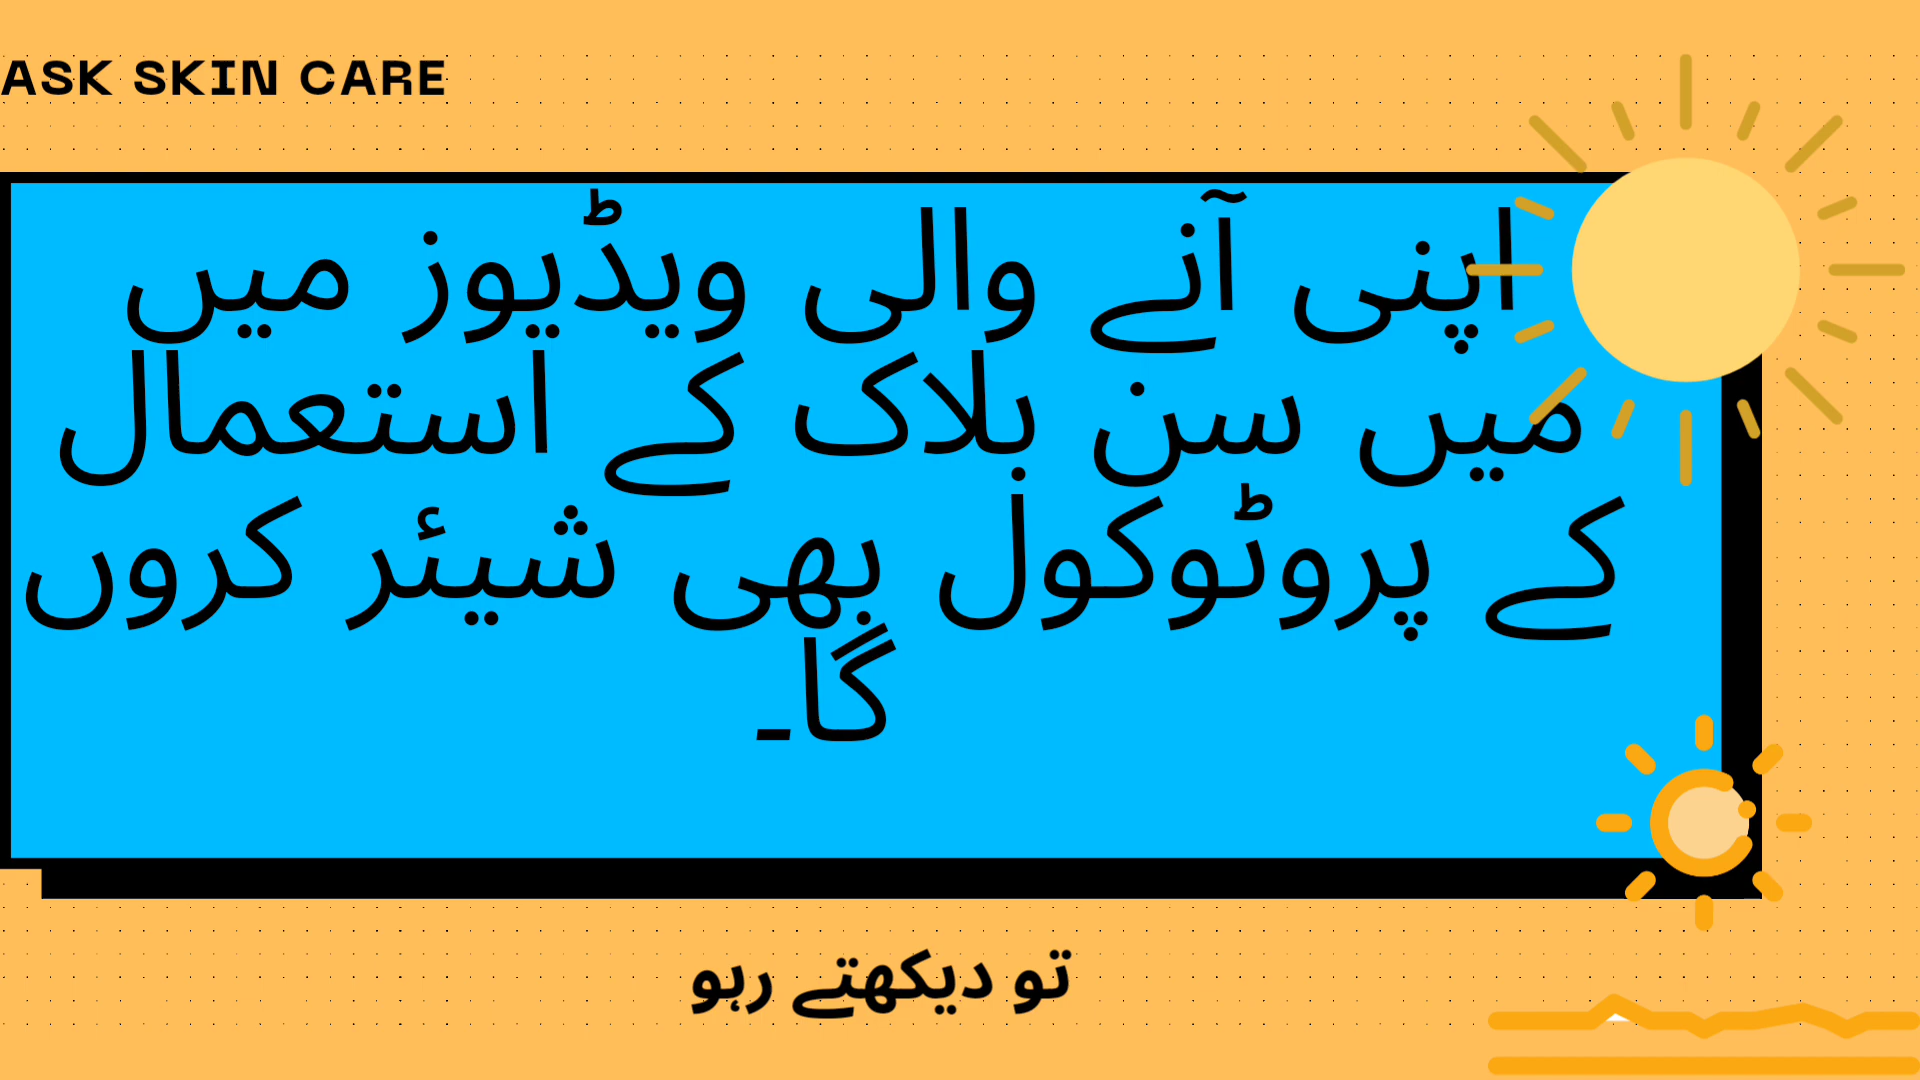 ASK SKIN CARE
اپنی آنے والی ویڈیوز میں
میں سن بلاک کے استعمال
کے پروٹوکول بھی شیئر کروں
گا۔
تو دیکھتے رہو